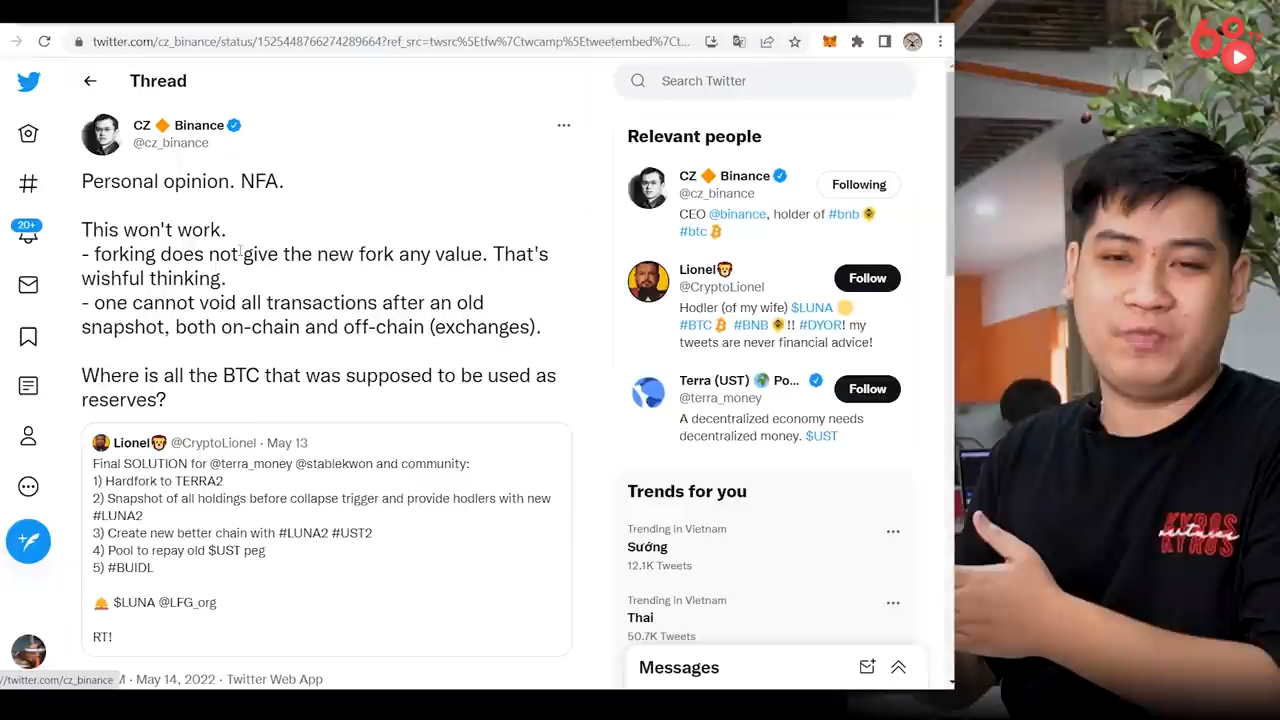 twitter.com/cz_binance/status/1525448766274289664?ref_src=twsrc%5Etfw%7Ctwcamp%5Etweetembed%7Ct...
68
Thread
Search Twitter
CZ 🔶 Binance
@cz_binance
Personal opinion. NFA.
This won't work.
- forking does not give the new fork any value. That's
wishful thinking.
- one cannot void all transactions after an old
snapshot, both on-chain and off-chain (exchanges).
Where is all the BTC that was supposed to be used as
reserves?
Lionel🦁 @CryptoLionel · May 13
Final SOLUTION for @terra_money @stablekwon and community:
1) Hardfork to TERRA2
2) Snapshot of all holdings before collapse trigger and provide hodlers with new
#LUNA2
3) Create new better chain with #LUNA2 #UST2
4) Pool to repay old $UST peg
5) #BUIDL
$LUNA @LFG_org
RT!
M · May 14, 2022 · Twitter Web App
//twitter.com/cz_binance
20+
Relevant people
CZ 🔶 Binance
@cz_binance
Following
CEO @binance, holder of #bnb
#btc
Lionel🦁
@CryptoLionel
Follow
Hodler (of my wife) $LUNA
#BTC #BNB !! #DYOR! my
tweets are never financial advice!
Terra (UST) 🌍 Po...
@terra_money
Follow
A decentralized economy needs
decentralized money. $UST
Trends for you
Trending in Vietnam
Sướng
12.1K Tweets
Trending in Vietnam
Thai
50.7K Tweets
Messages
KYROS
ventures
KYROS